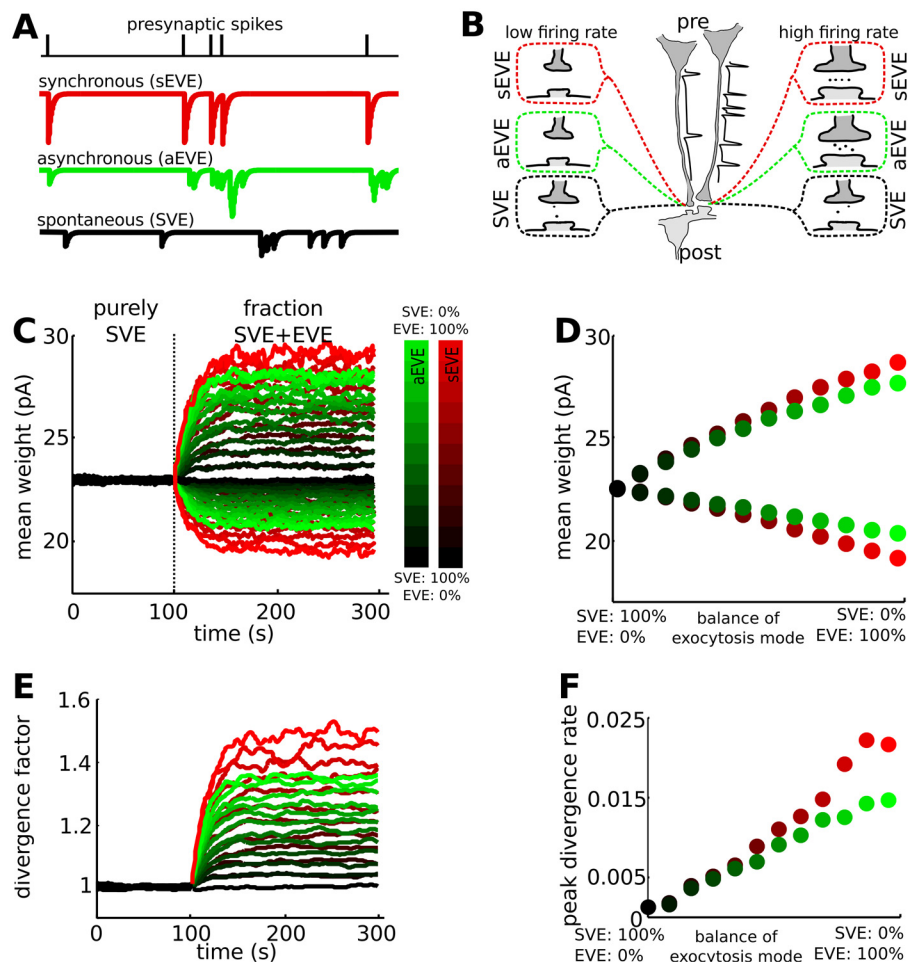 A
presynaptic spikes
synchronous (sEVE)
asynchronous (aEVE)
spontaneous (SVE)
B
pre
low firing rate
high firing rate
sEVE
aEVE
SVE
sEVE
aEVE
SVE
post
C
purely
SVE
fraction
SVE+EVE
SVE: 0%
EVE: 100%
aEVE
sEVE
SVE: 100%
EVE: 0%
mean weight (pA)
30
25
20
0
100
200
300
time (s)
D
mean weight (pA)
30
25
20
SVE: 100%
EVE: 0%
balance of
exocytosis mode
SVE: 0%
EVE: 100%
E
divergence factor
1.6
1.4
1.2
1
0
100
200
300
time (s)
F
peak divergence rate
0.025
0.015
0.005
0
SVE: 100%
EVE: 0%
balance of
exocytosis mode
SVE: 0%
EVE: 100%